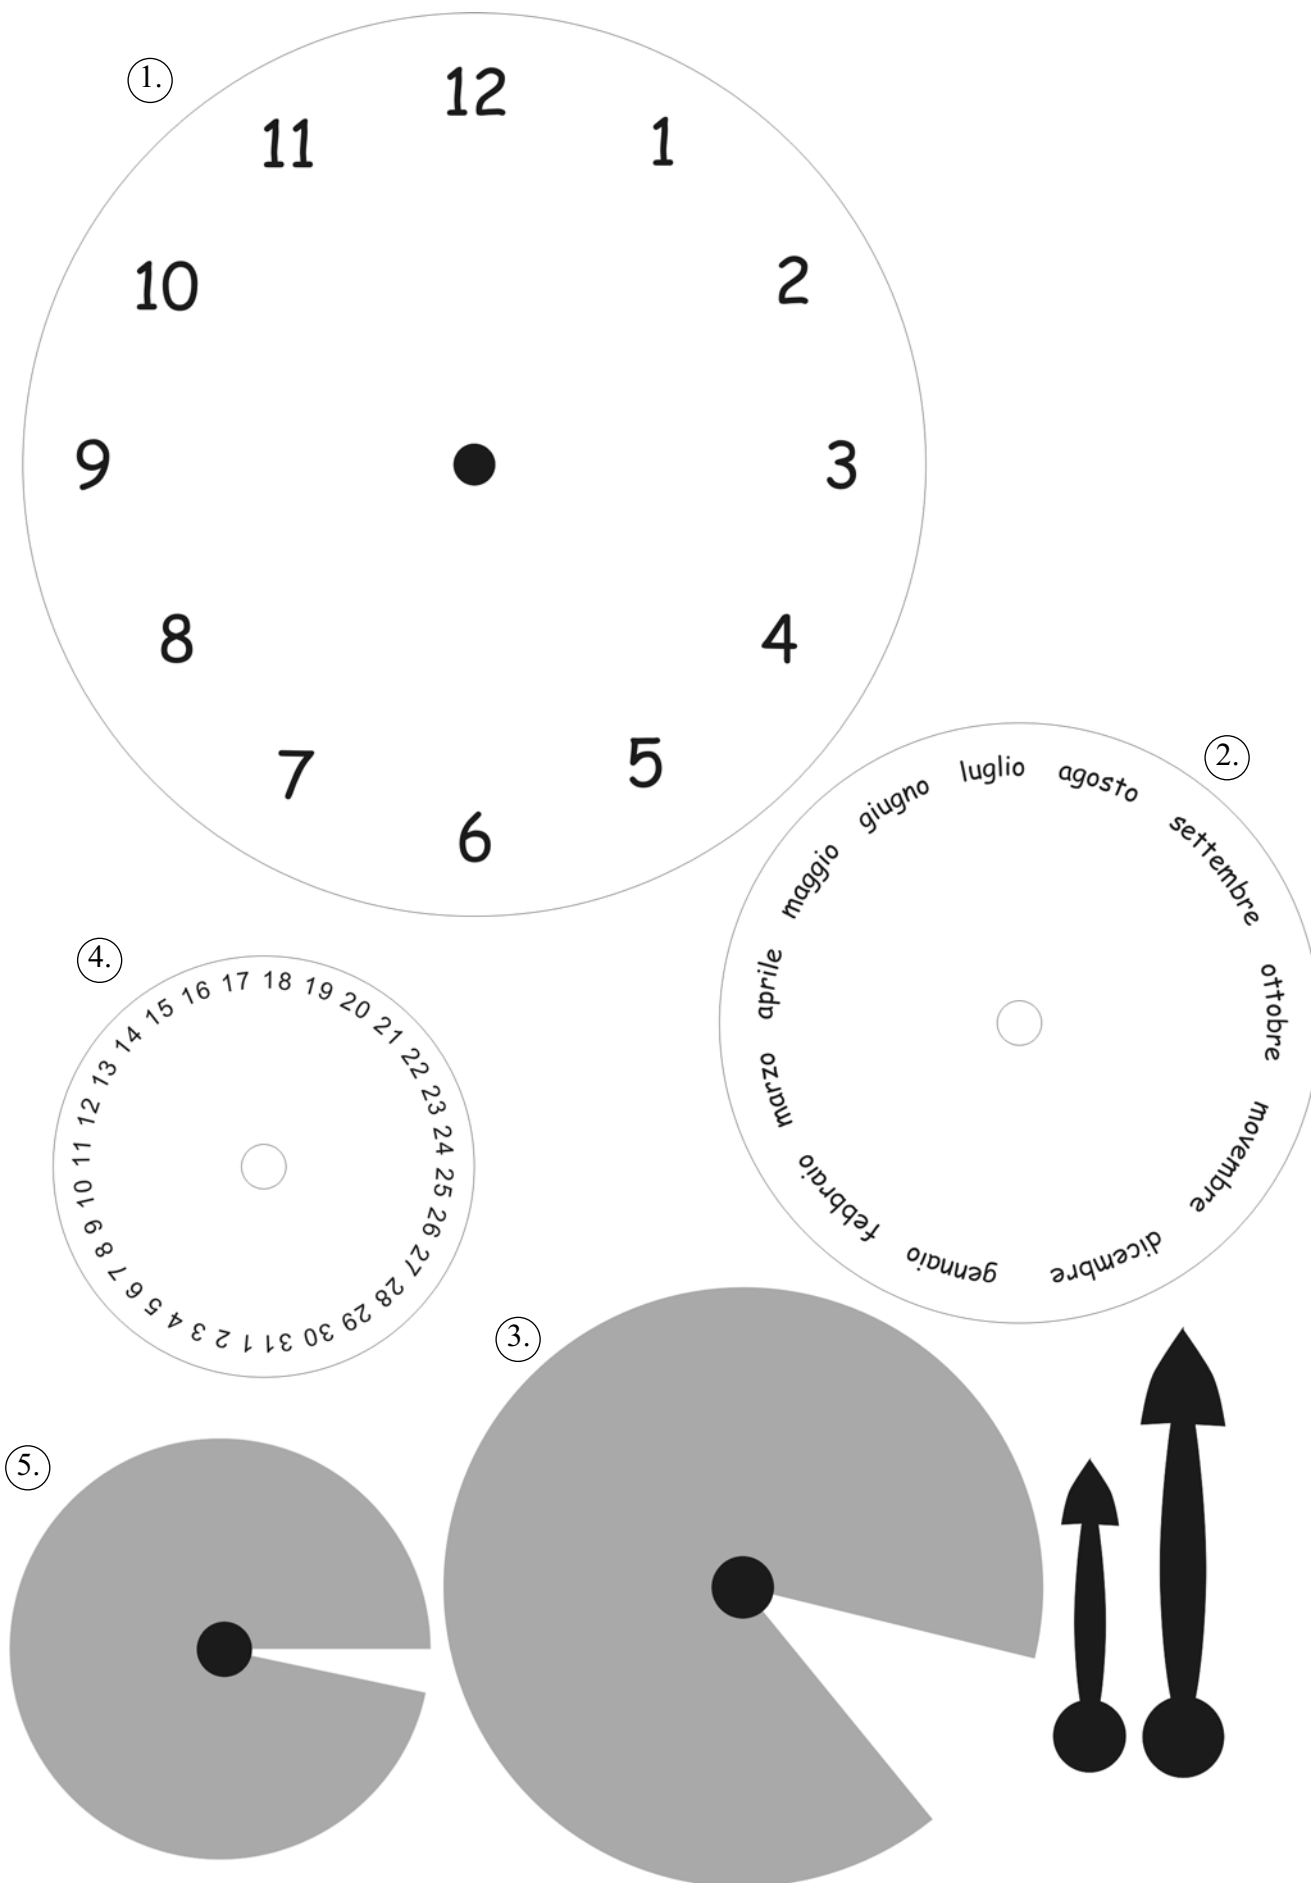 1.
12
1
2
3
4
5
6
7
8
9
10
11
2.
gennaio
febbraio
marzo
aprile
maggio
giugno
luglio
agosto
settembre
ottobre
movembre
dicembre
4.
1 2 3 4 5 6 7 8 9 10 11 12 13 14 15 16 17 18 19 20 21 22 23 24 25 26 27 28 29 30 31
3.
5.